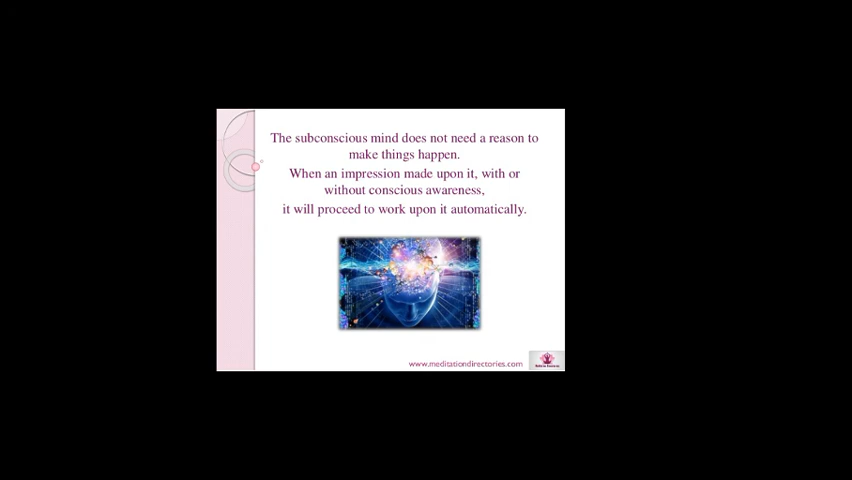 The subconscious mind does not need a reason to
make things happen.
When an impression made upon it, with or
without conscious awareness,
it will proceed to work upon it automatically.
www.meditationdirectories.com